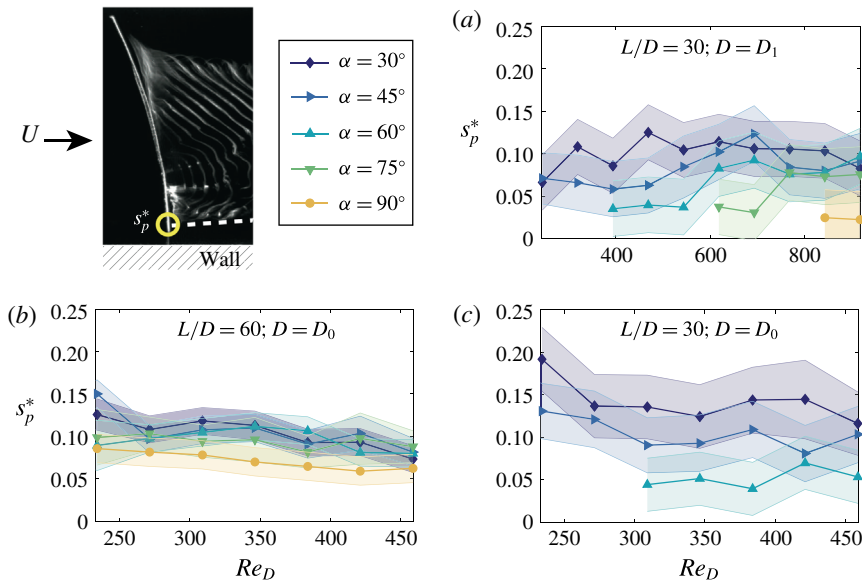 U
s*p
Wall
α = 30°
α = 45°
α = 60°
α = 75°
α = 90°
(a)
L/D = 30; D = D1
s*p
0.25
0.20
0.15
0.10
0.05
0
400
600
800
(b)
L/D = 60; D = D0
s*p
0.25
0.20
0.15
0.10
0.05
0
250
300
350
400
450
ReD
(c)
L/D = 30; D = D0
0.25
0.20
0.15
0.10
0.05
0
250
300
350
400
450
ReD